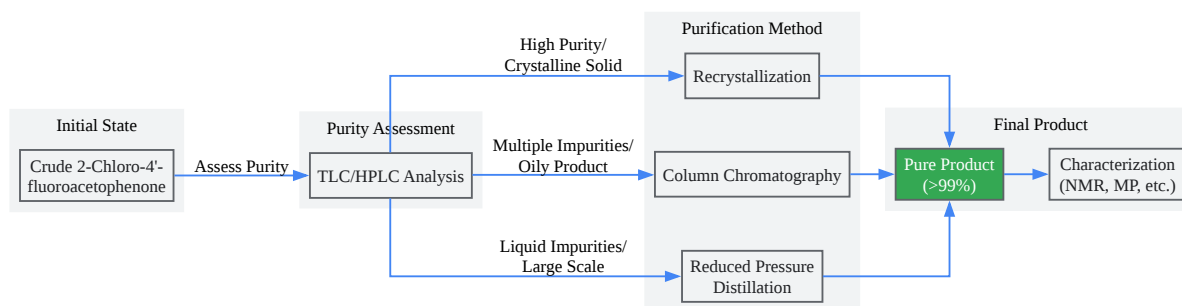 Initial State
Crude 2-Chloro-4'-
fluoroacetophenone
Assess Purity
Purity Assessment
TLC/HPLC Analysis
High Purity/
Crystalline Solid
Multiple Impurities/
Oily Product
Liquid Impurities/
Large Scale
Purification Method
Recrystallization
Column Chromatography
Reduced Pressure
Distillation
Final Product
Pure Product
(>99%)
Characterization
(NMR, MP, etc.)